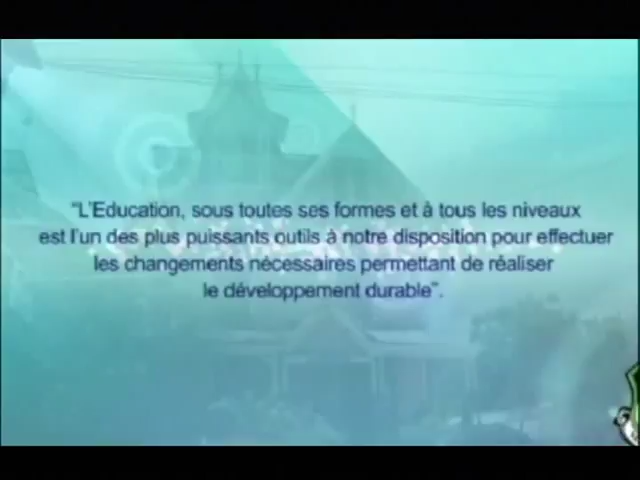 "L'Education, sous toutes ses formes et à tous les niveaux
est l'un des plus puissants outils à notre disposition pour effectuer
les changements nécessaires permettant de réaliser
le développement durable".